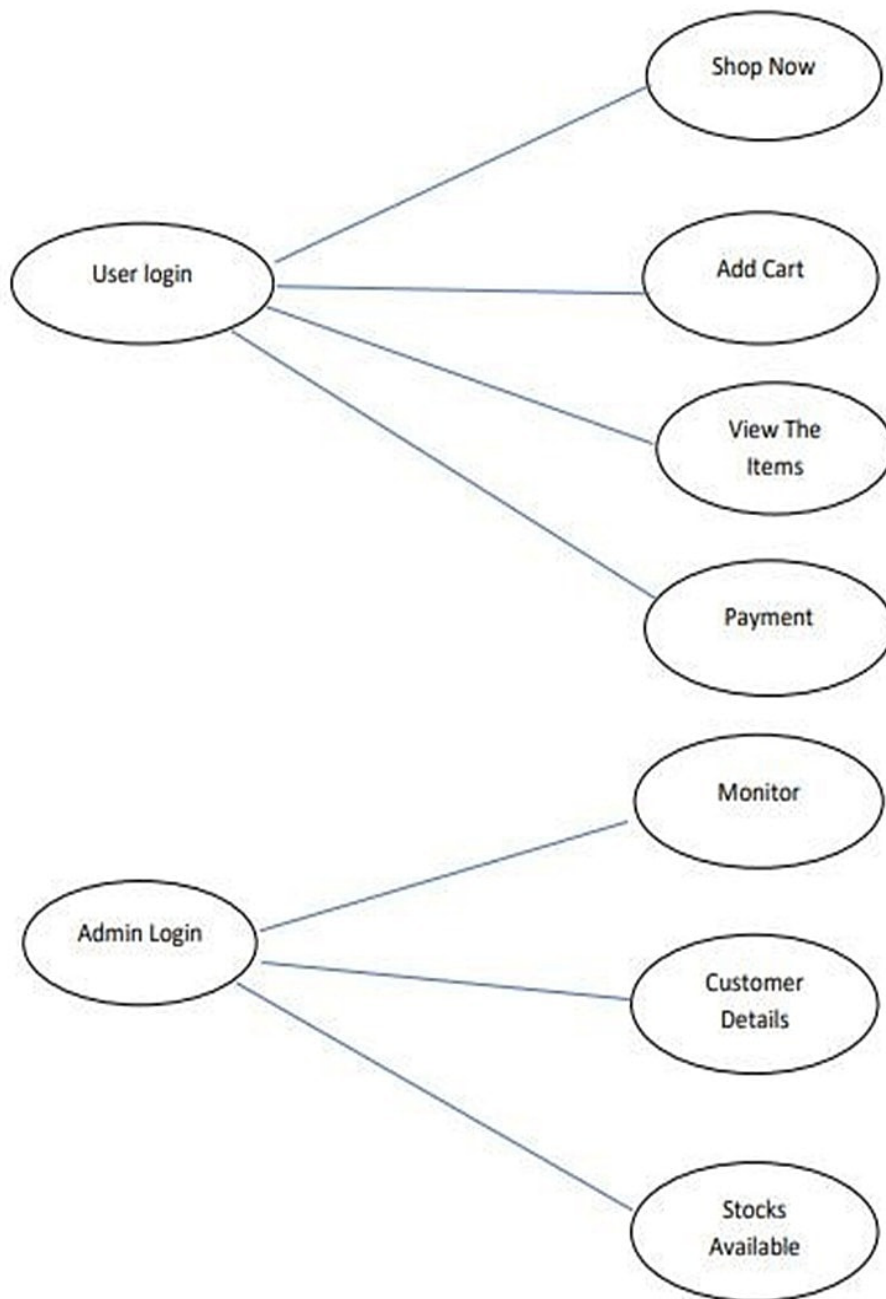 Shop Now
User login
Add Cart
View The
Items
Payment
Monitor
Admin Login
Customer
Details
Stocks
Available